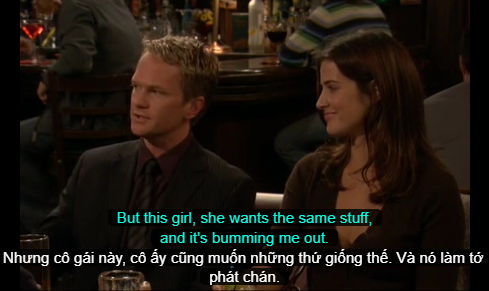 But this girl, she wants the same stuff,
and it's bumming me out.
Nhưng cô gái này, cô ấy cũng muốn những thứ giống thế. Và nó làm tớ
phát chán.